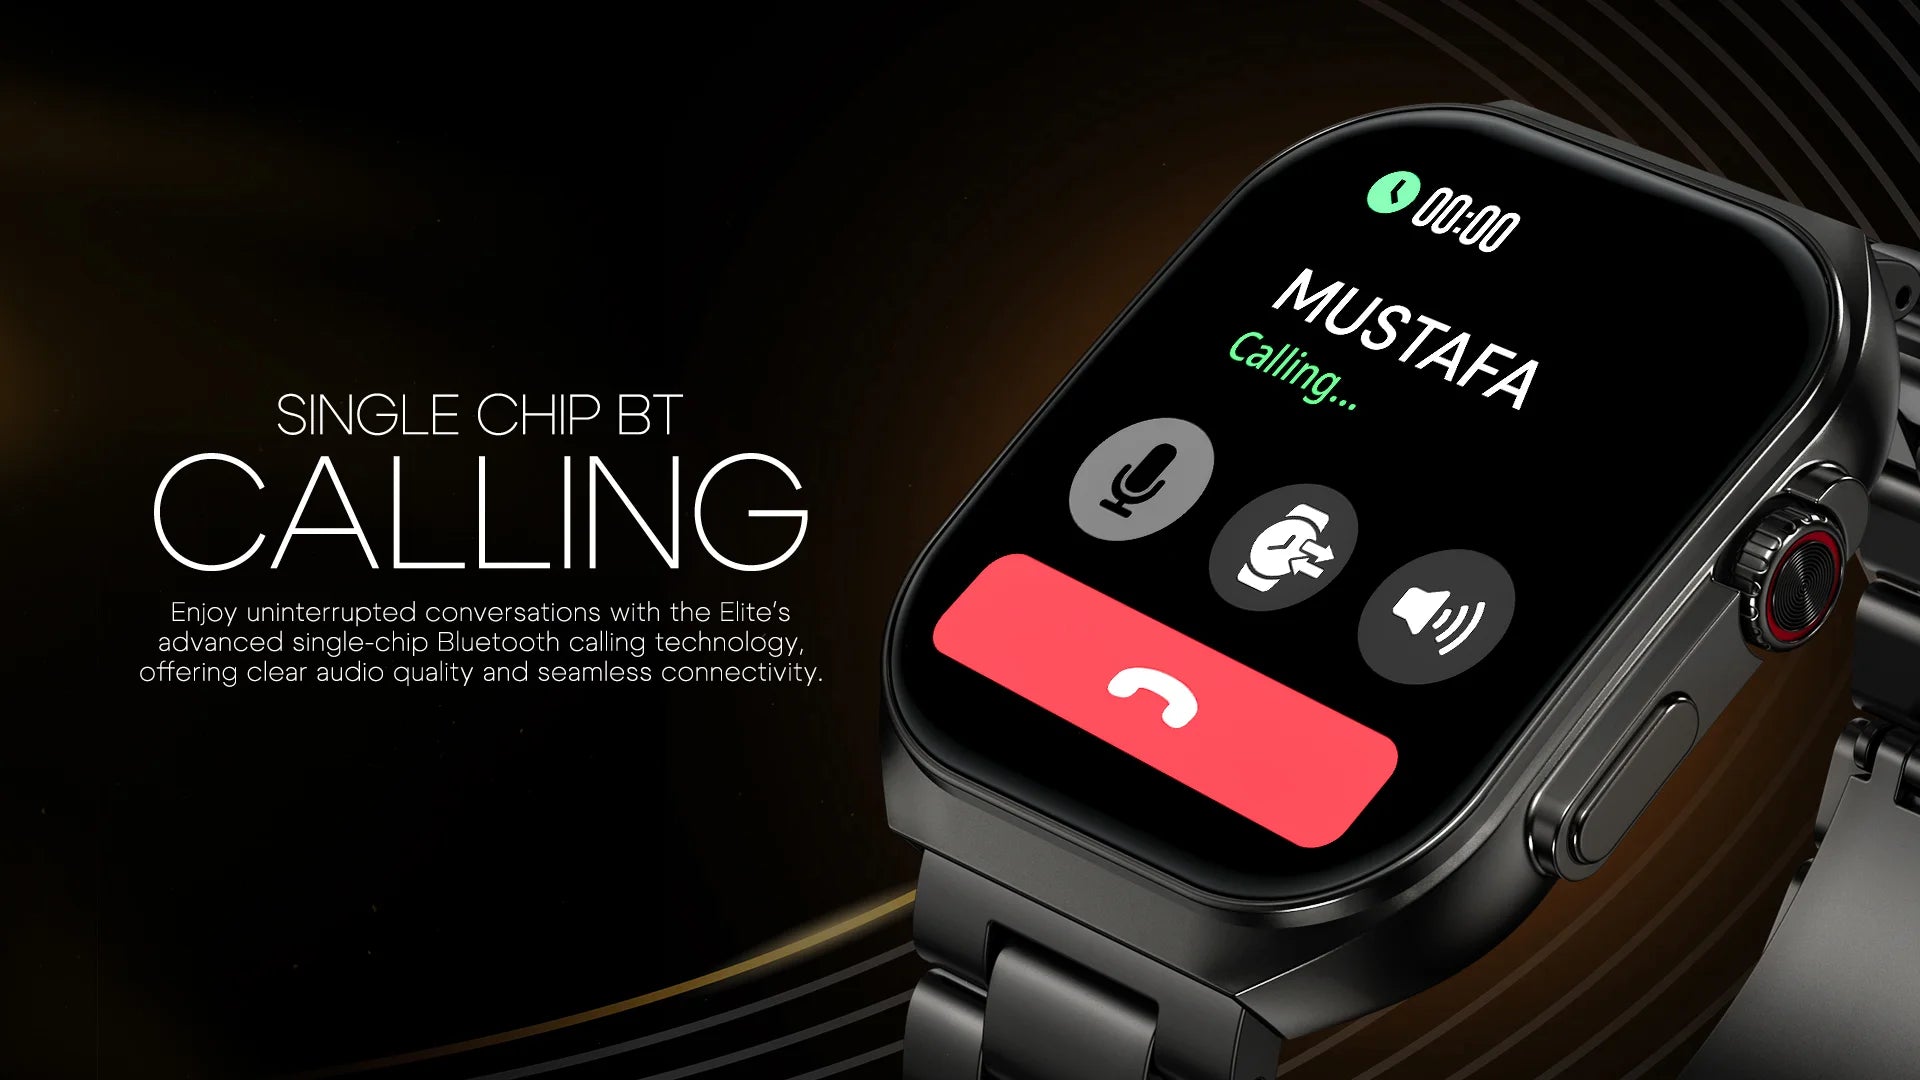 SINGLE CHIP BT
CALLING
Enjoy uninterrupted conversations with the Elite's
advanced single-chip Bluetooth calling technology,
offering clear audio quality and seamless connectivity.
00:00
MUSTAFA
Calling...